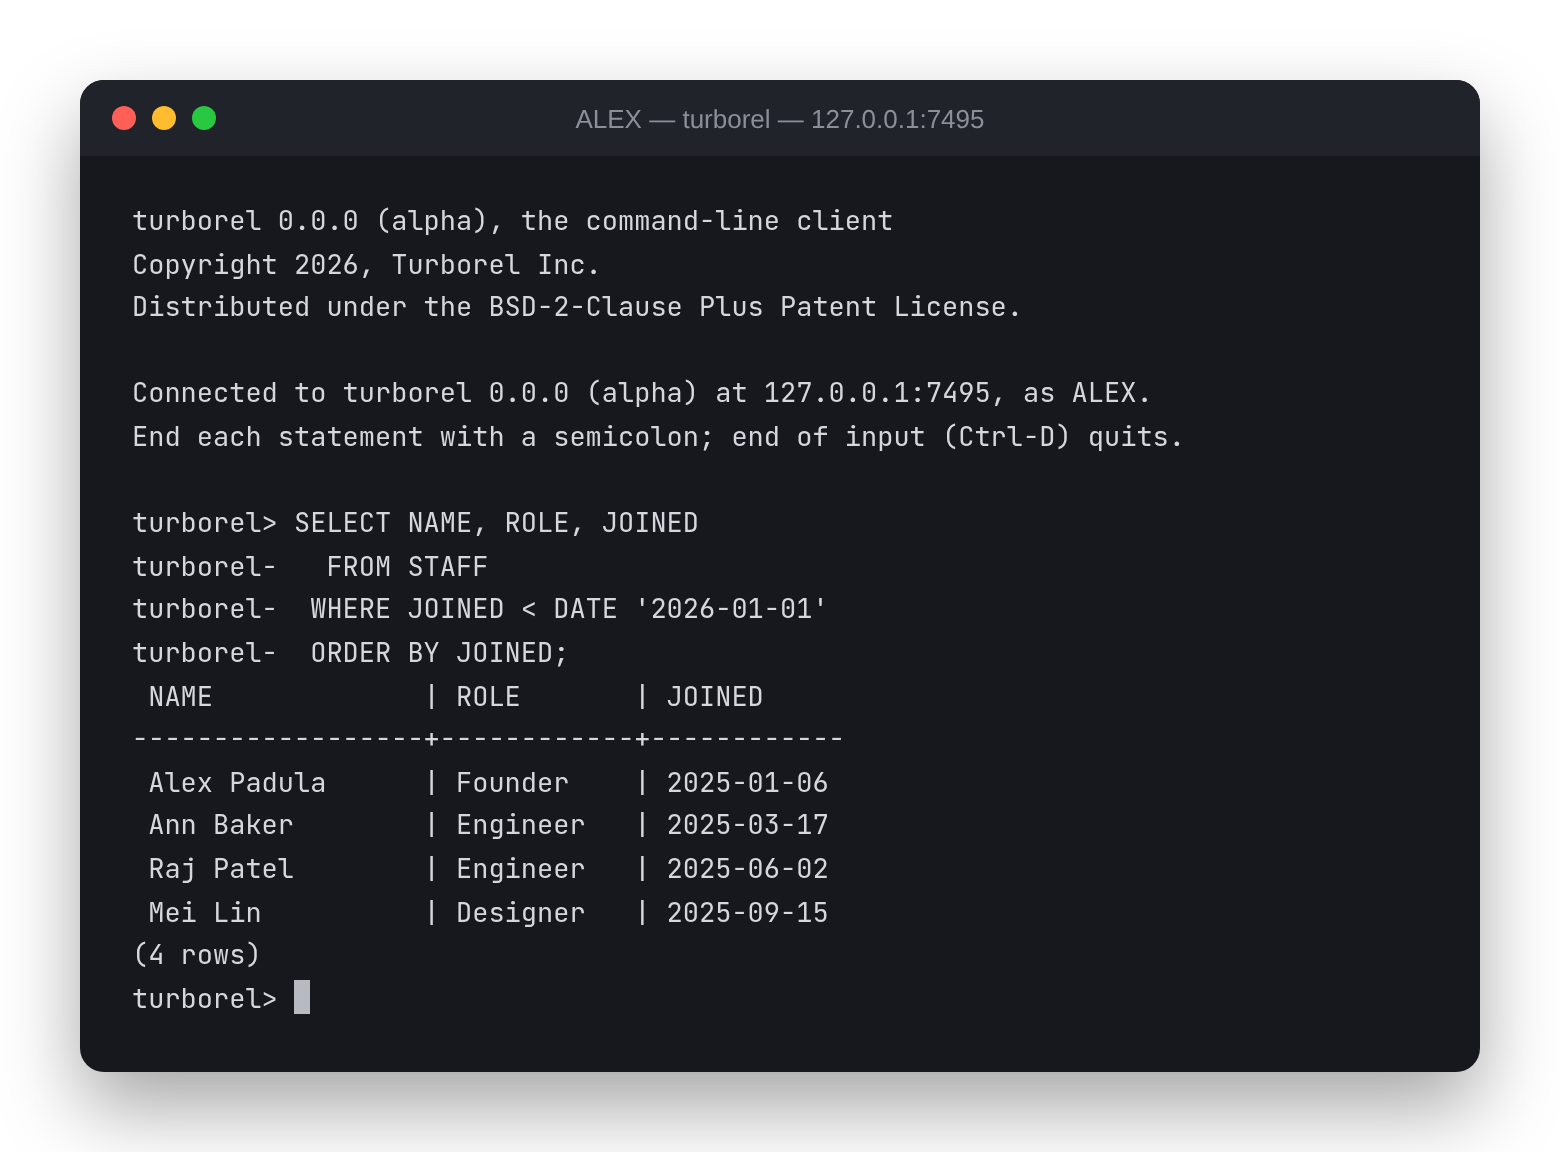 ALEX — turborel — 127.0.0.1:7495
turborel 0.0.0 (alpha), the command-line client
Copyright 2026, Turborel Inc.
Distributed under the BSD-2-Clause Plus Patent License.
Connected to turborel 0.0.0 (alpha) at 127.0.0.1:7495, as ALEX.
End each statement with a semicolon; end of input (Ctrl-D) quits.
turborel> SELECT NAME, ROLE, JOINED
turborel-   FROM STAFF
turborel-  WHERE JOINED < DATE '2026-01-01'
turborel-  ORDER BY JOINED;
 NAME             | ROLE       | JOINED
------------------+------------+------------
 Alex Padula      | Founder    | 2025-01-06
 Ann Baker        | Engineer   | 2025-03-17
 Raj Patel        | Engineer   | 2025-06-02
 Mei Lin          | Designer   | 2025-09-15
(4 rows)
turborel>